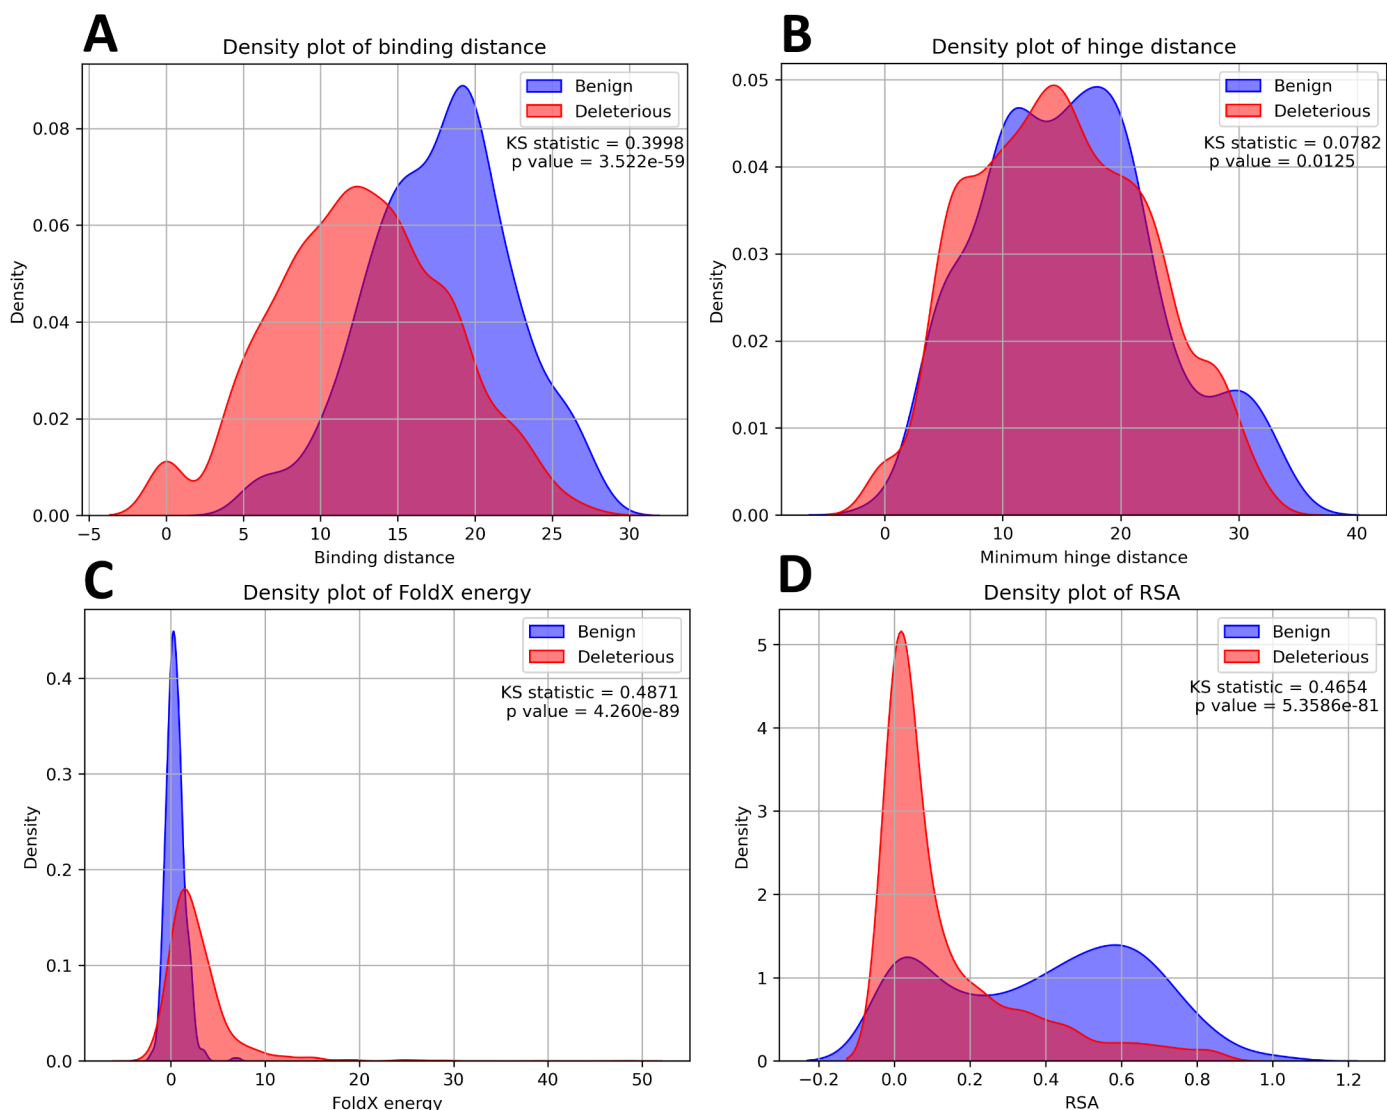 A
Density plot of binding distance
Benign
Deleterious
KS statistic = 0.3998
p value = 3.522e-59
Density
0.00
0.02
0.04
0.06
0.08
−5
0
5
10
15
20
25
30
Binding distance
B
Density plot of hinge distance
Benign
Deleterious
KS statistic = 0.0782
p value = 0.0125
Density
0.00
0.01
0.02
0.03
0.04
0.05
0
10
20
30
40
Minimum hinge distance
C
Density plot of FoldX energy
Benign
Deleterious
KS statistic = 0.4871
p value = 4.260e-89
Density
0.0
0.1
0.2
0.3
0.4
0
10
20
30
40
50
FoldX energy
D
Density plot of RSA
Benign
Deleterious
KS statistic = 0.4654
p value = 5.3586e-81
Density
0
1
2
3
4
5
−0.2
0.0
0.2
0.4
0.6
0.8
1.0
1.2
RSA